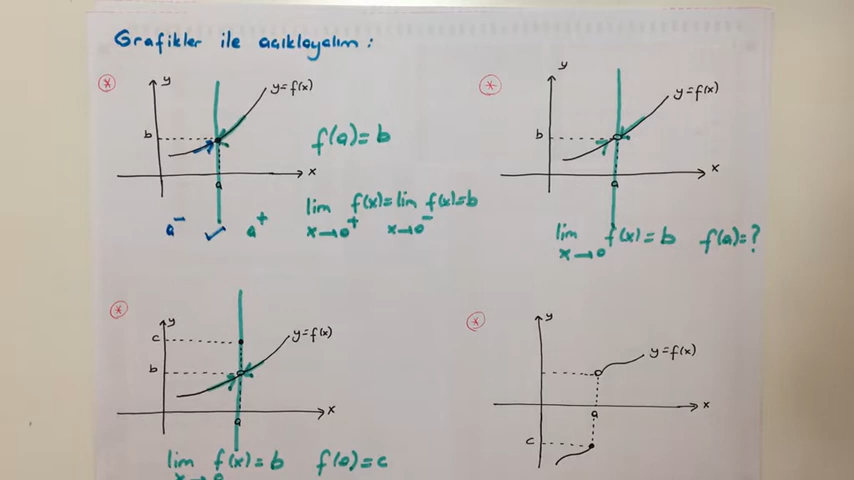 Grafikler ile açıklayalım :
y
y=f(x)
b
x
a
f(a)=b
a⁻ ✓ a⁺
lim f(x)=lim f(x)=b
x→a⁺ x→a⁻
y
y=f(x)
b
x
a
lim f(x)=b f(a)=?
x→a
y
c
y=f(x)
b
x
a
lim f(x)=b f(a)=c
x→a
y
y=f(x)
a
x
c